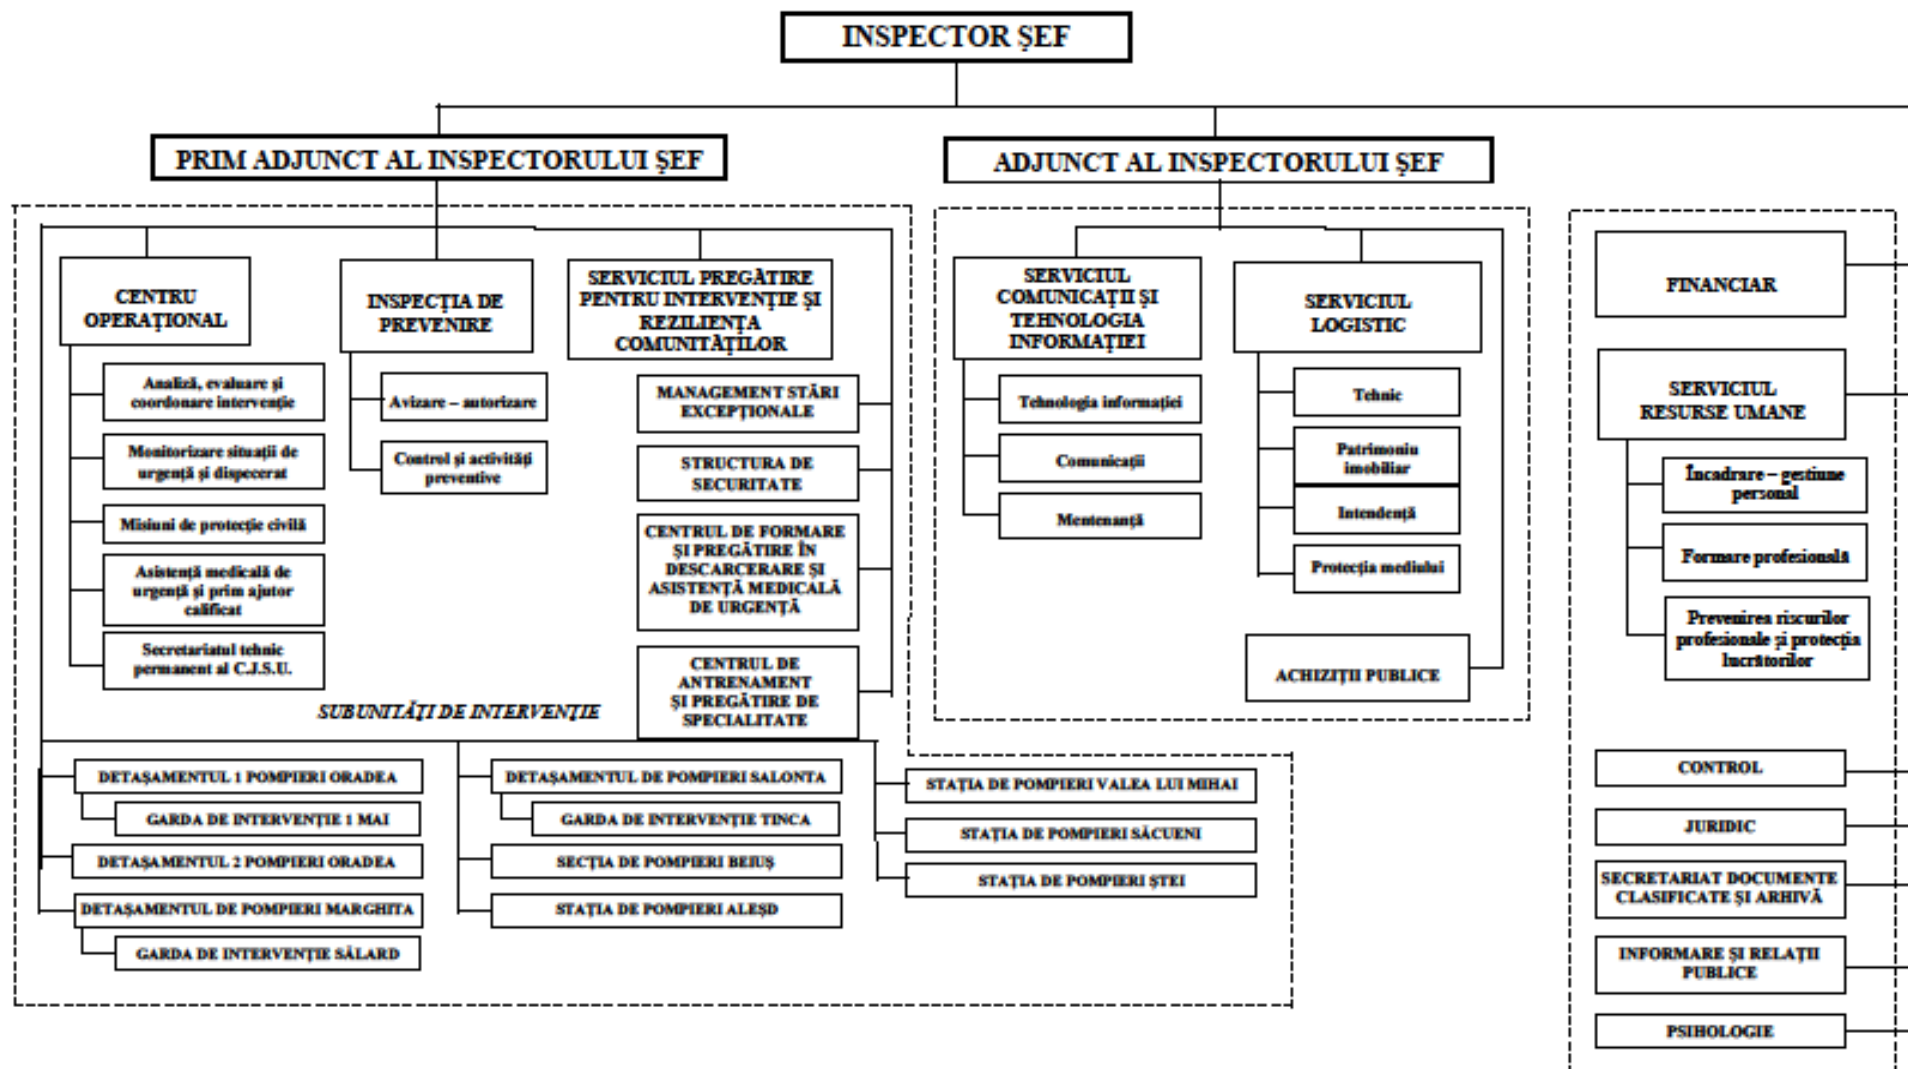 INSPECTOR ŞEF
PRIM ADJUNCT AL INSPECTORULUI ŞEF
ADJUNCT AL INSPECTORULUI ŞEF
CENTRU
OPERAŢIONAL
Analiză, evaluare şi
coordonare intervenţie
Monitorizare situaţii de
urgenţă şi dispecerat
Misiuni de protecţie civilă
Asistenţă medicală de
urgenţă şi prim ajutor
calificat
Secretariatul tehnic
permanent al C.J.S.U.
INSPECŢIA DE
PREVENIRE
Avizare – autorizare
Control şi activităţi
preventive
SERVICIUL PREGĂTIRE
PENTRU INTERVENŢIE ŞI
REZILIENŢA
COMUNITĂŢILOR
MANAGEMENT STĂRI
EXCEPŢIONALE
STRUCTURA DE
SECURITATE
CENTRUL DE FORMARE
ŞI PREGĂTIRE ÎN
DESCARCERARE ŞI
ASISTENŢĂ MEDICALĂ
DE URGENŢĂ
CENTRUL DE
ANTRENAMENT
ŞI PREGĂTIRE DE
SPECIALITATE
SUBUNITĂŢI DE INTERVENŢIE
DETAŞAMENTUL 1 POMPIERI ORADEA
GARDA DE INTERVENŢIE 1 MAI
DETAŞAMENTUL 2 POMPIERI ORADEA
DETAŞAMENTUL DE POMPIERI MARGHITA
GARDA DE INTERVENŢIE SĂLARD
DETAŞAMENTUL DE POMPIERI SALONTA
GARDA DE INTERVENŢIE TINCA
SECŢIA DE POMPIERI BEIUŞ
STAŢIA DE POMPIERI ALEŞD
STAŢIA DE POMPIERI VALEA LUI MIHAI
STAŢIA DE POMPIERI SĂCUENI
STAŢIA DE POMPIERI ŞTEI
SERVICIUL
COMUNICAŢII ŞI
TEHNOLOGIA
INFORMAŢIEI
Tehnologia informaţiei
Comunicaţii
Mentenanţă
SERVICIUL
LOGISTIC
Tehnic
Patrimoniu
imobiliar
Intendenţă
Protecţia mediului
ACHIZIŢII PUBLICE
FINANCIAR
SERVICIUL
RESURSE UMANE
Încadrare – gestiune
personal
Formare profesională
Prevenirea riscurilor
profesionale şi protecţia
lucrătorilor
CONTROL
JURIDIC
SECRETARIAT DOCUMENTE
CLASIFICATE ŞI ARHIVĂ
INFORMARE ŞI RELAŢII
PUBLICE
PSIHOLOGIE